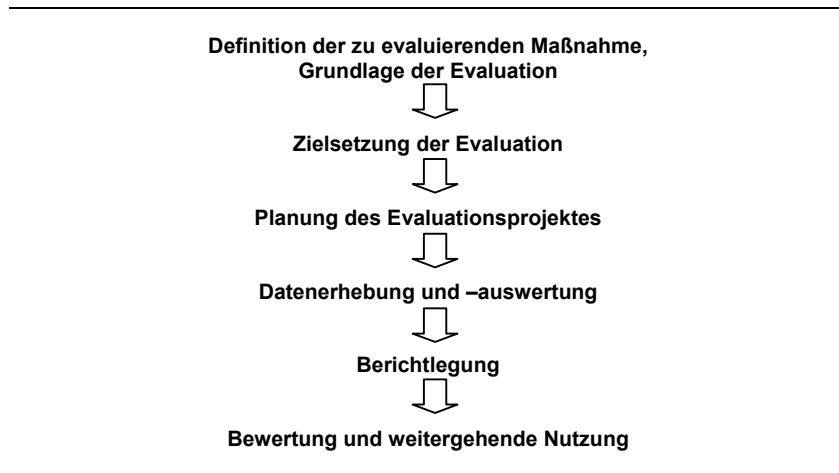 Definition der zu evaluierenden Maßnahme,
Grundlage der Evaluation
Zielsetzung der Evaluation
Planung des Evaluationsprojektes
Datenerhebung und –auswertung
Berichtlegung
Bewertung und weitergehende Nutzung